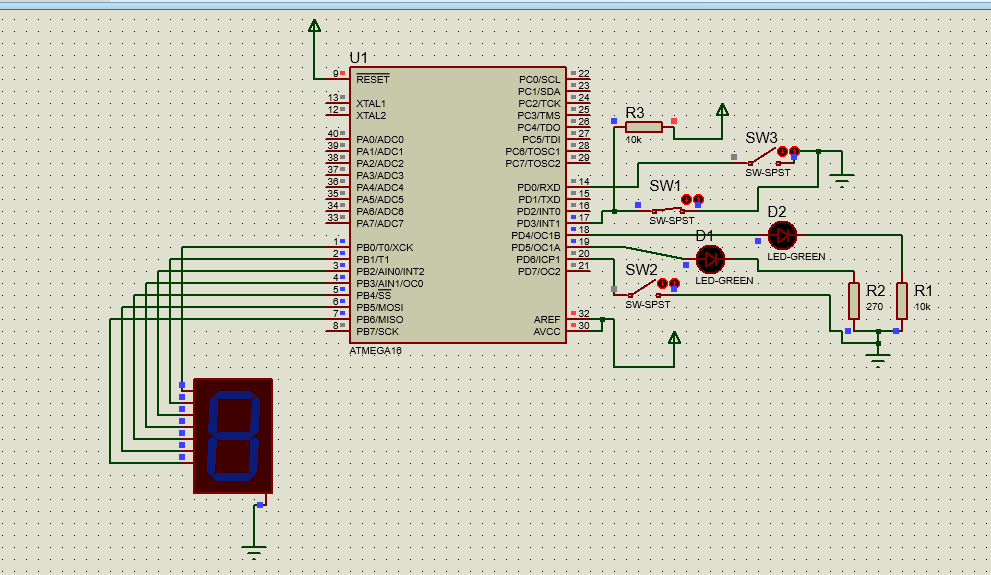 U1
9 RESET
13 XTAL1
12 XTAL2
40 PA0/ADC0
39 PA1/ADC1
38 PA2/ADC2
37 PA3/ADC3
36 PA4/ADC4
35 PA5/ADC5
34 PA6/ADC6
33 PA7/ADC7
1 PB0/T0/XCK
2 PB1/T1
3 PB2/AIN0/INT2
4 PB3/AIN1/OC0
5 PB4/SS
6 PB5/MOSI
7 PB6/MISO
8 PB7/SCK
PC0/SCL 22
PC1/SDA 23
PC2/TCK 24
PC3/TMS 25
PC4/TDO 26
PC5/TDI 27
PC6/TOSC1 28
PC7/TOSC2 29
PD0/RXD 14
PD1/TXD 15
PD2/INT0 16
PD3/INT1 17
PD4/OC1B 18
PD5/OC1A 19
PD6/ICP1 20
PD7/OC2 21
AREF 32
AVCC 30
ATMEGA16
R3
10k
SW3
SW-SPST
SW1
SW-SPST
D2
LED-GREEN
D1
LED-GREEN
SW2
SW-SPST
R2
270
R1
10k